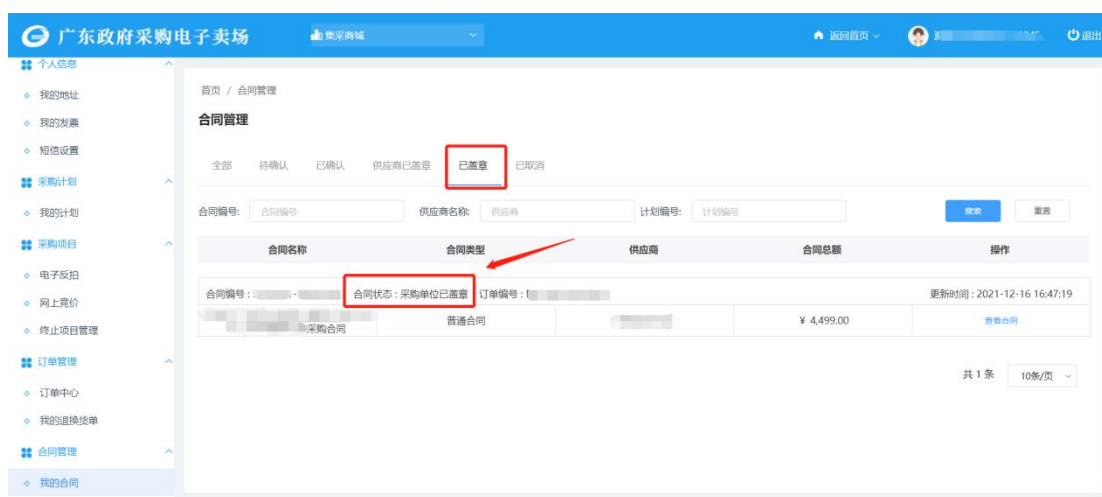 广东政府采购电子卖场
集采商城
返回首页
退出
个人信息
我的地址
我的发票
短信设置
采购计划
我的计划
采购项目
电子反拍
网上竞价
终止项目管理
订单管理
订单中心
我的退换货单
合同管理
我的合同
首页 / 合同管理
合同管理
全部 待确认 已确认 供应商已盖章 已盖章 已取消
合同编号: 合同编号 供应商名称: 供应商 计划编号: 计划编号 搜索 重置
合同名称 合同类型 供应商 合同总额 操作
合同编号: 合同状态:采购单位已盖章 订单编号: 更新时间:2021-12-16 16:47:19
采购合同 普通合同 ¥ 4,499.00 查看合同
共 1 条 10条/页